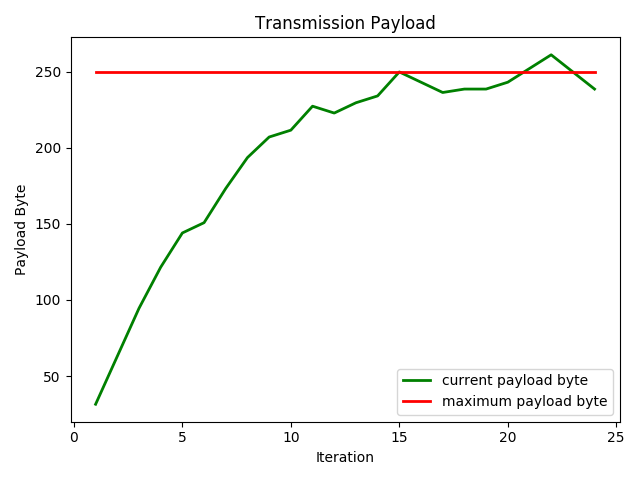 Transmission Payload
Payload Byte
250
200
150
100
50
0
5
10
15
20
25
Iteration
current payload byte
maximum payload byte